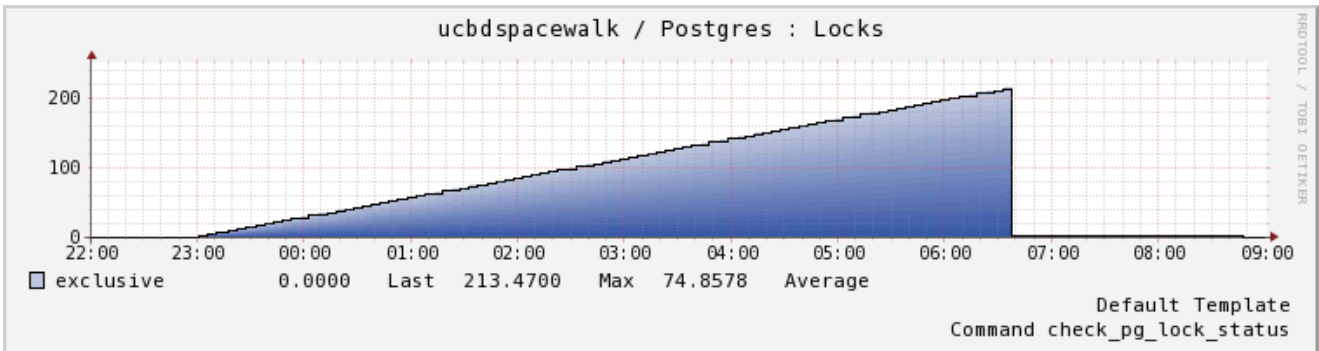 ucbdspacewalk / Postgres : Locks
RRDTOOL / TOBI OETIKER
200
100
0
22:00 23:00 00:00 01:00 02:00 03:00 04:00 05:00 06:00 07:00 08:00 09:00
exclusive 0.0000 Last 213.4700 Max 74.8578 Average
Default Template
Command check_pg_lock_status